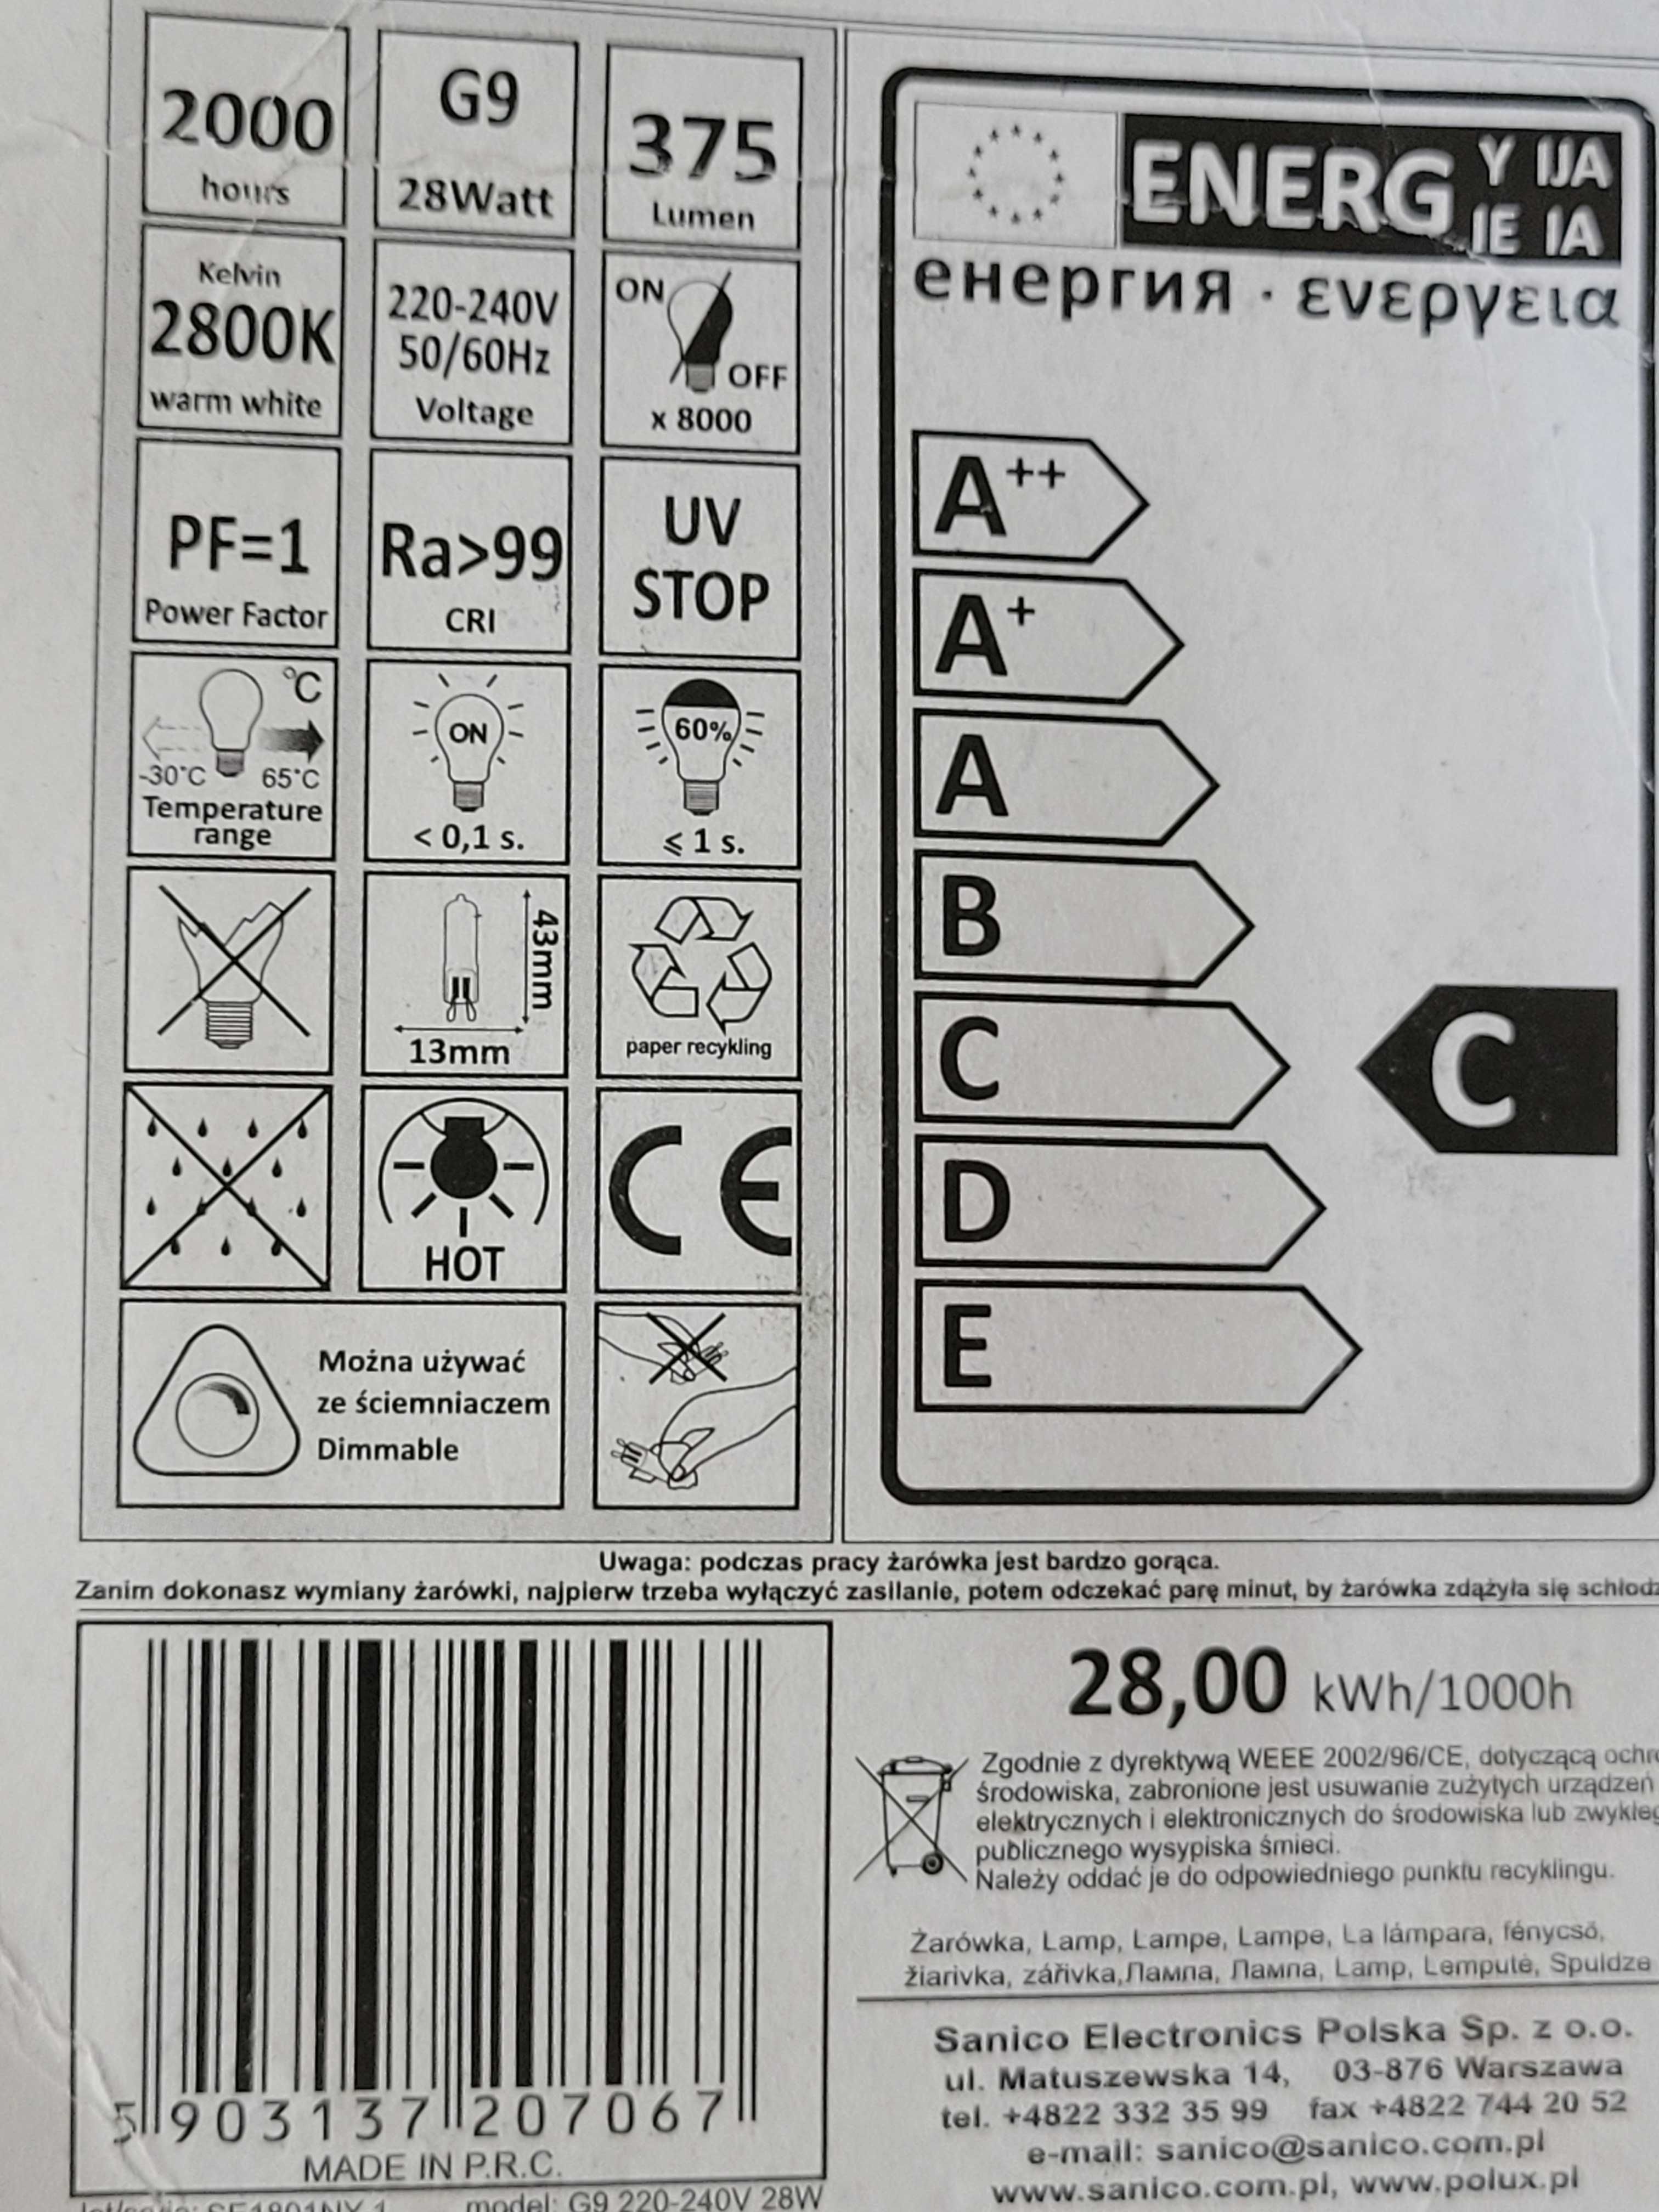 2000
hours
G9
28Watt
375
Lumen
Kelvin
2800K
warm white
220-240V
50/60Hz
Voltage
ON
OFF
x 8000
PF=1
Power Factor
Ra>99
CRI
UV
STOP
°C
-30°C 65°C
Temperature
range
ON
< 0,1 s.
60%
⩽ 1 s.
43mm
13mm
paper recykling
HOT
CE
Można używać
ze ściemniaczem
Dimmable
ENERG Y IJA
IE IA
енергия · ενεργεια
A++
A+
A
B
C
C
D
E
Uwaga: podczas pracy żarówka jest bardzo gorąca.
Zanim dokonasz wymiany żarówki, najpierw trzeba wyłączyć zasilanie, potem odczekać parę minut, by żarówka zdążyła się
5 903137 207067
MADE IN P.R.C.
model: G9 220-240V 28W
28,00 kWh/1000h
Zgodnie z dyrektywą WEEE 2002/96/CE, dotyczącą
środowiska, zabronione jest usuwanie zużytych urządzeń
elektrycznych i elektronicznych do środowiska lub
publicznego wysypiska śmieci.
Należy oddać je do odpowiedniego punktu recyklingu.
Żarówka, Lamp, Lampe, Lampe, La lámpara, fénycső,
žiarivka, zářivka,Лампа, Лампа, Lamp, Lemputė, Spuldze
Sanico Electronics Polska Sp. z o.o.
ul. Matuszewska 14, 03-876 Warszawa
tel. +4822 332 35 99 fax +4822 744 20 52
e-mail: sanico@sanico.com.pl
www.sanico.com.pl, www.polux.pl